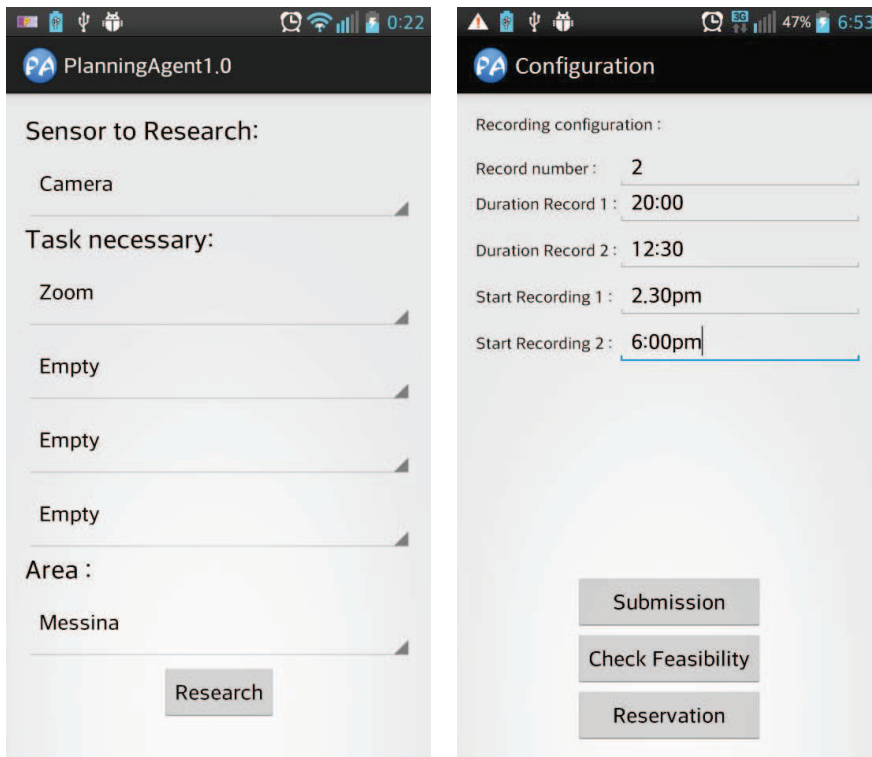 0:22
PA PlanningAgent1.0
Sensor to Research:
Camera
Task necessary:
Zoom
Empty
Empty
Empty
Area :
Messina
Research
3G 47% 6:53
PA Configuration
Recording configuration :
Record number : 2
Duration Record 1 : 20:00
Duration Record 2 : 12:30
Start Recording 1 : 2.30pm
Start Recording 2 : 6:00pm
Submission
Check Feasibility
Reservation